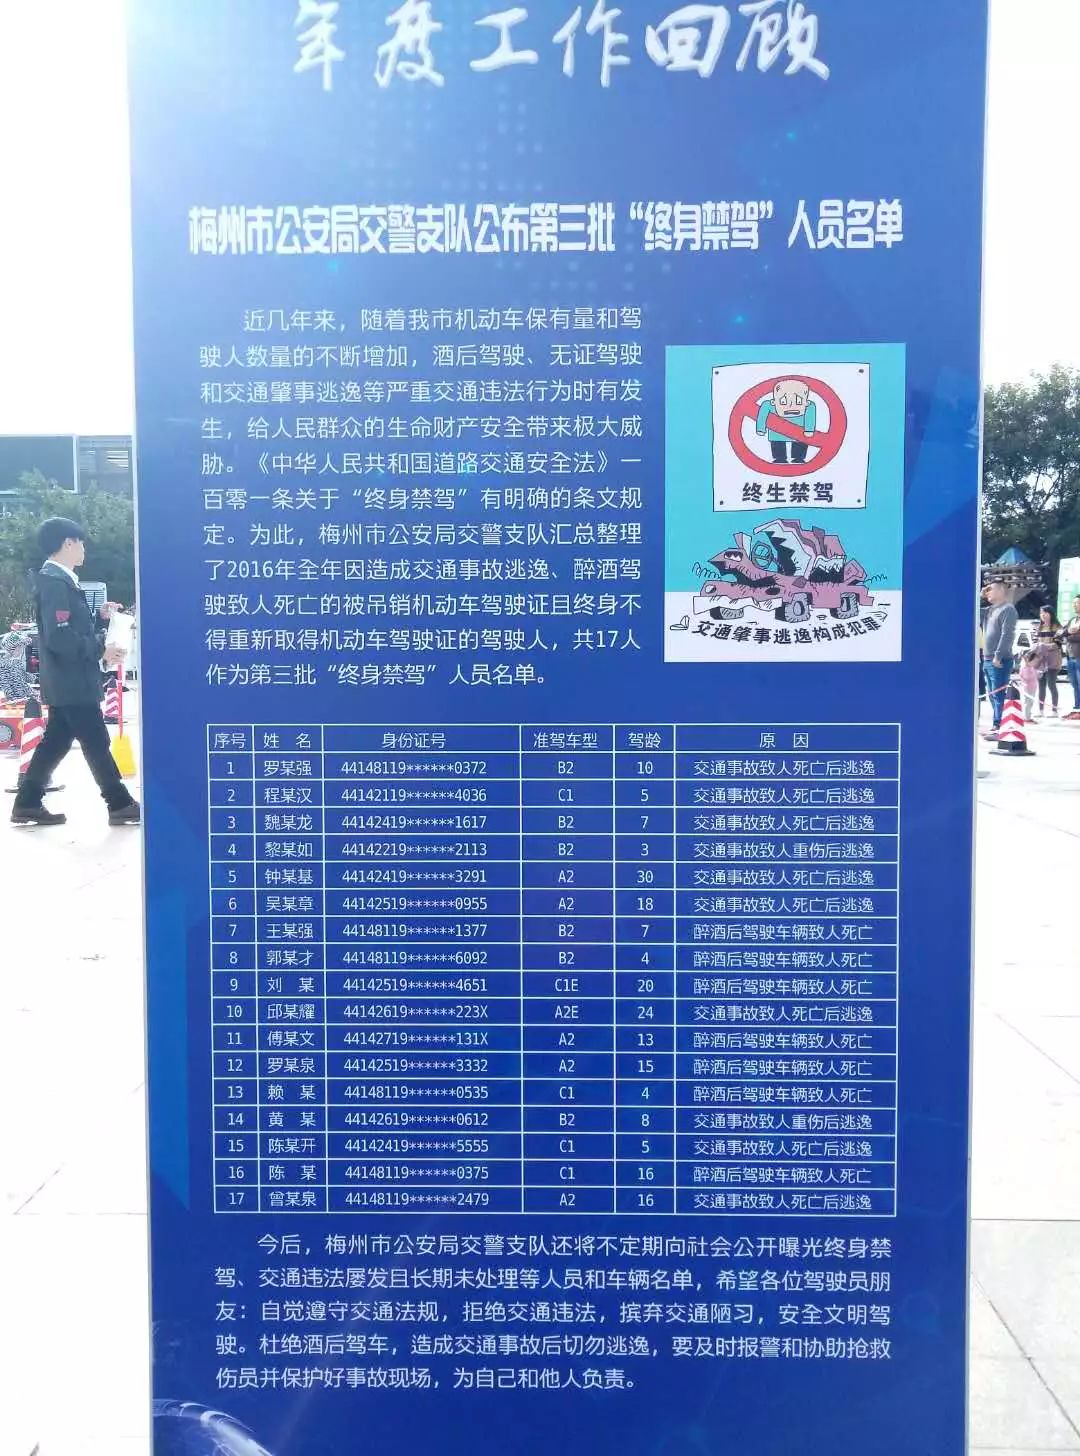 年度工作回顾
梅州市公安局交警支队公布第三批“终身禁驾”人员名单
近几年来，随着我市机动车保有量和驾
驶人数量的不断增加，酒后驾驶、无证驾驶
和交通肇事逃逸等严重交通违法行为时有发
生，给人民群众的生命财产安全带来极大威
胁。《中华人民共和国道路交通安全法》一
百零一条关于“终身禁驾”有明确的条文规
定。为此，梅州市公安局交警支队汇总整理
了2016年全年因造成交通事故逃逸、醉酒驾
驶致人死亡的被吊销机动车驾驶证且终身不
得重新取得机动车驾驶证的驾驶人，共17人
作为第三批“终身禁驾”人员名单。
终生禁驾
交通肇事逃逸构成犯罪
序号 姓 名 身份证号 准驾车型 驾龄 原 因
1 罗某强 44148119******0372 B2 10 交通事故致人死亡后逃逸
2 程某汉 44142119******4036 C1 5 交通事故致人死亡后逃逸
3 魏某龙 44142419******1617 B2 7 交通事故致人死亡后逃逸
4 黎某如 44142219******2113 B2 3 交通事故致人重伤后逃逸
5 钟某基 44142419******3291 A2 30 交通事故致人死亡后逃逸
6 吴某章 44142519******0955 A2 18 交通事故致人死亡后逃逸
7 王某强 44148119******1377 B2 7 醉酒后驾驶车辆致人死亡
8 郭某才 44148119******6092 B2 4 醉酒后驾驶车辆致人死亡
9 刘 某 44142519******4651 C1E 20 醉酒后驾驶车辆致人死亡
10 邱某耀 44142619******223X A2E 24 交通事故致人死亡后逃逸
11 傅某文 44142719******131X A2 13 醉酒后驾驶车辆致人死亡
12 罗某泉 44142519******3332 A2 15 醉酒后驾驶车辆致人死亡
13 赖 某 44148119******0535 C1 4 醉酒后驾驶车辆致人死亡
14 黄 某 44142619******0612 B2 8 交通事故致人重伤后逃逸
15 陈某开 44142419******5555 C1 5 交通事故致人死亡后逃逸
16 陈 某 44148119******0375 C1 16 醉酒后驾驶车辆致人死亡
17 曾某泉 44148119******2479 A2 16 交通事故致人死亡后逃逸
今后，梅州市公安局交警支队还将不定期向社会公开曝光终身禁
驾、交通违法屡发且长期未处理等人员和车辆名单，希望各位驾驶员朋
友：自觉遵守交通法规，拒绝交通违法，摈弃交通陋习，安全文明驾
驶。杜绝酒后驾车，造成交通事故后切勿逃逸，要及时报警和协助抢救
伤员并保护好事故现场，为自己和他人负责。